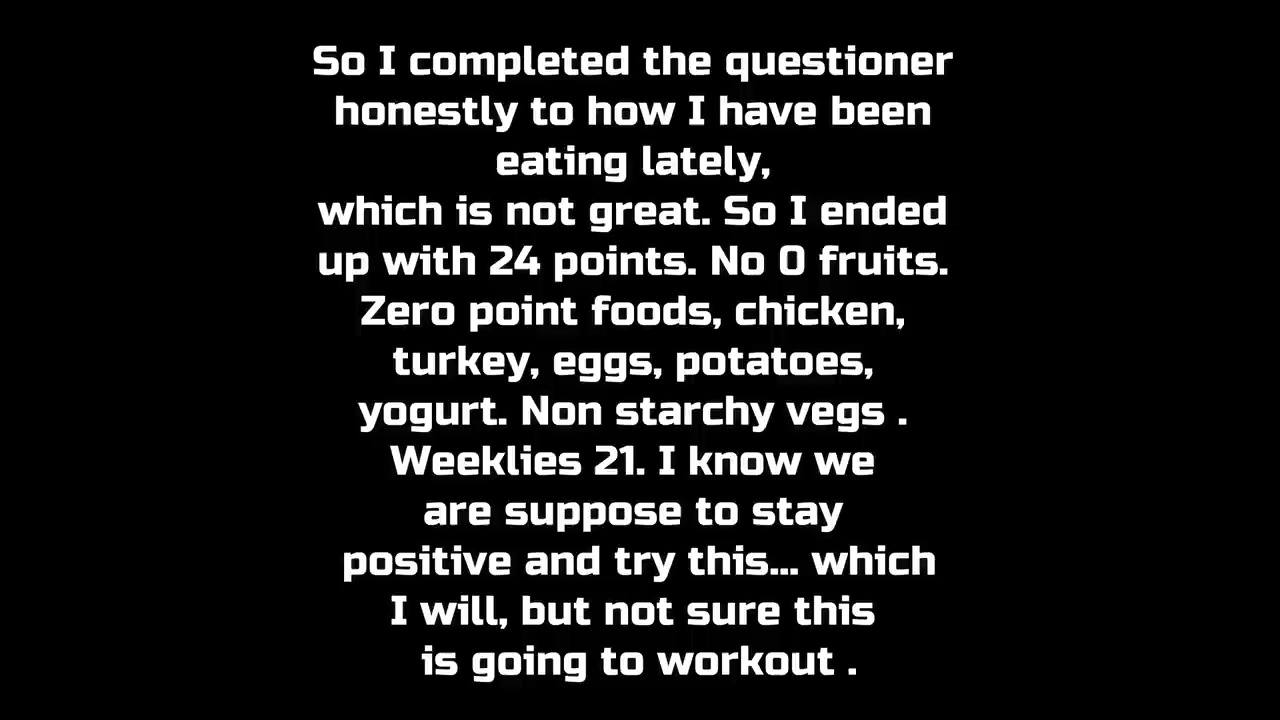 So I completed the questioner
honestly to how I have been
eating lately,
which is not great. So I ended
up with 24 points. No 0 fruits.
Zero point foods, chicken,
turkey, eggs, potatoes,
yogurt. Non starchy vegs .
Weeklies 21. I know we
are suppose to stay
positive and try this... which
I will, but not sure this
is going to workout .